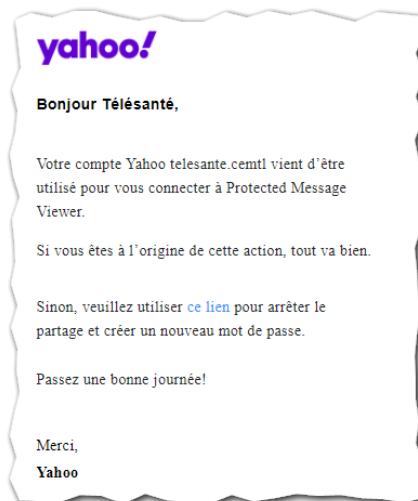 yahoo!
Bonjour Télésanté,
Votre compte Yahoo telesante.cemtl vient d’être
utilisé pour vous connecter à Protected Message
Viewer.
Si vous êtes à l’origine de cette action, tout va bien.
Sinon, veuillez utiliser ce lien pour arrêter le
partage et créer un nouveau mot de passe.
Passez une bonne journée!
Merci,
Yahoo